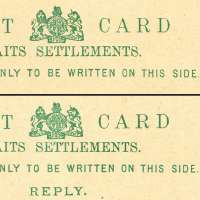 T CARD
AITS SETTLEMENTS.
NLY TO BE WRITTEN ON THIS SIDE.
T CARD
AITS SETTLEMENTS.
NLY TO BE WRITTEN ON THIS SIDE.
REPLY.